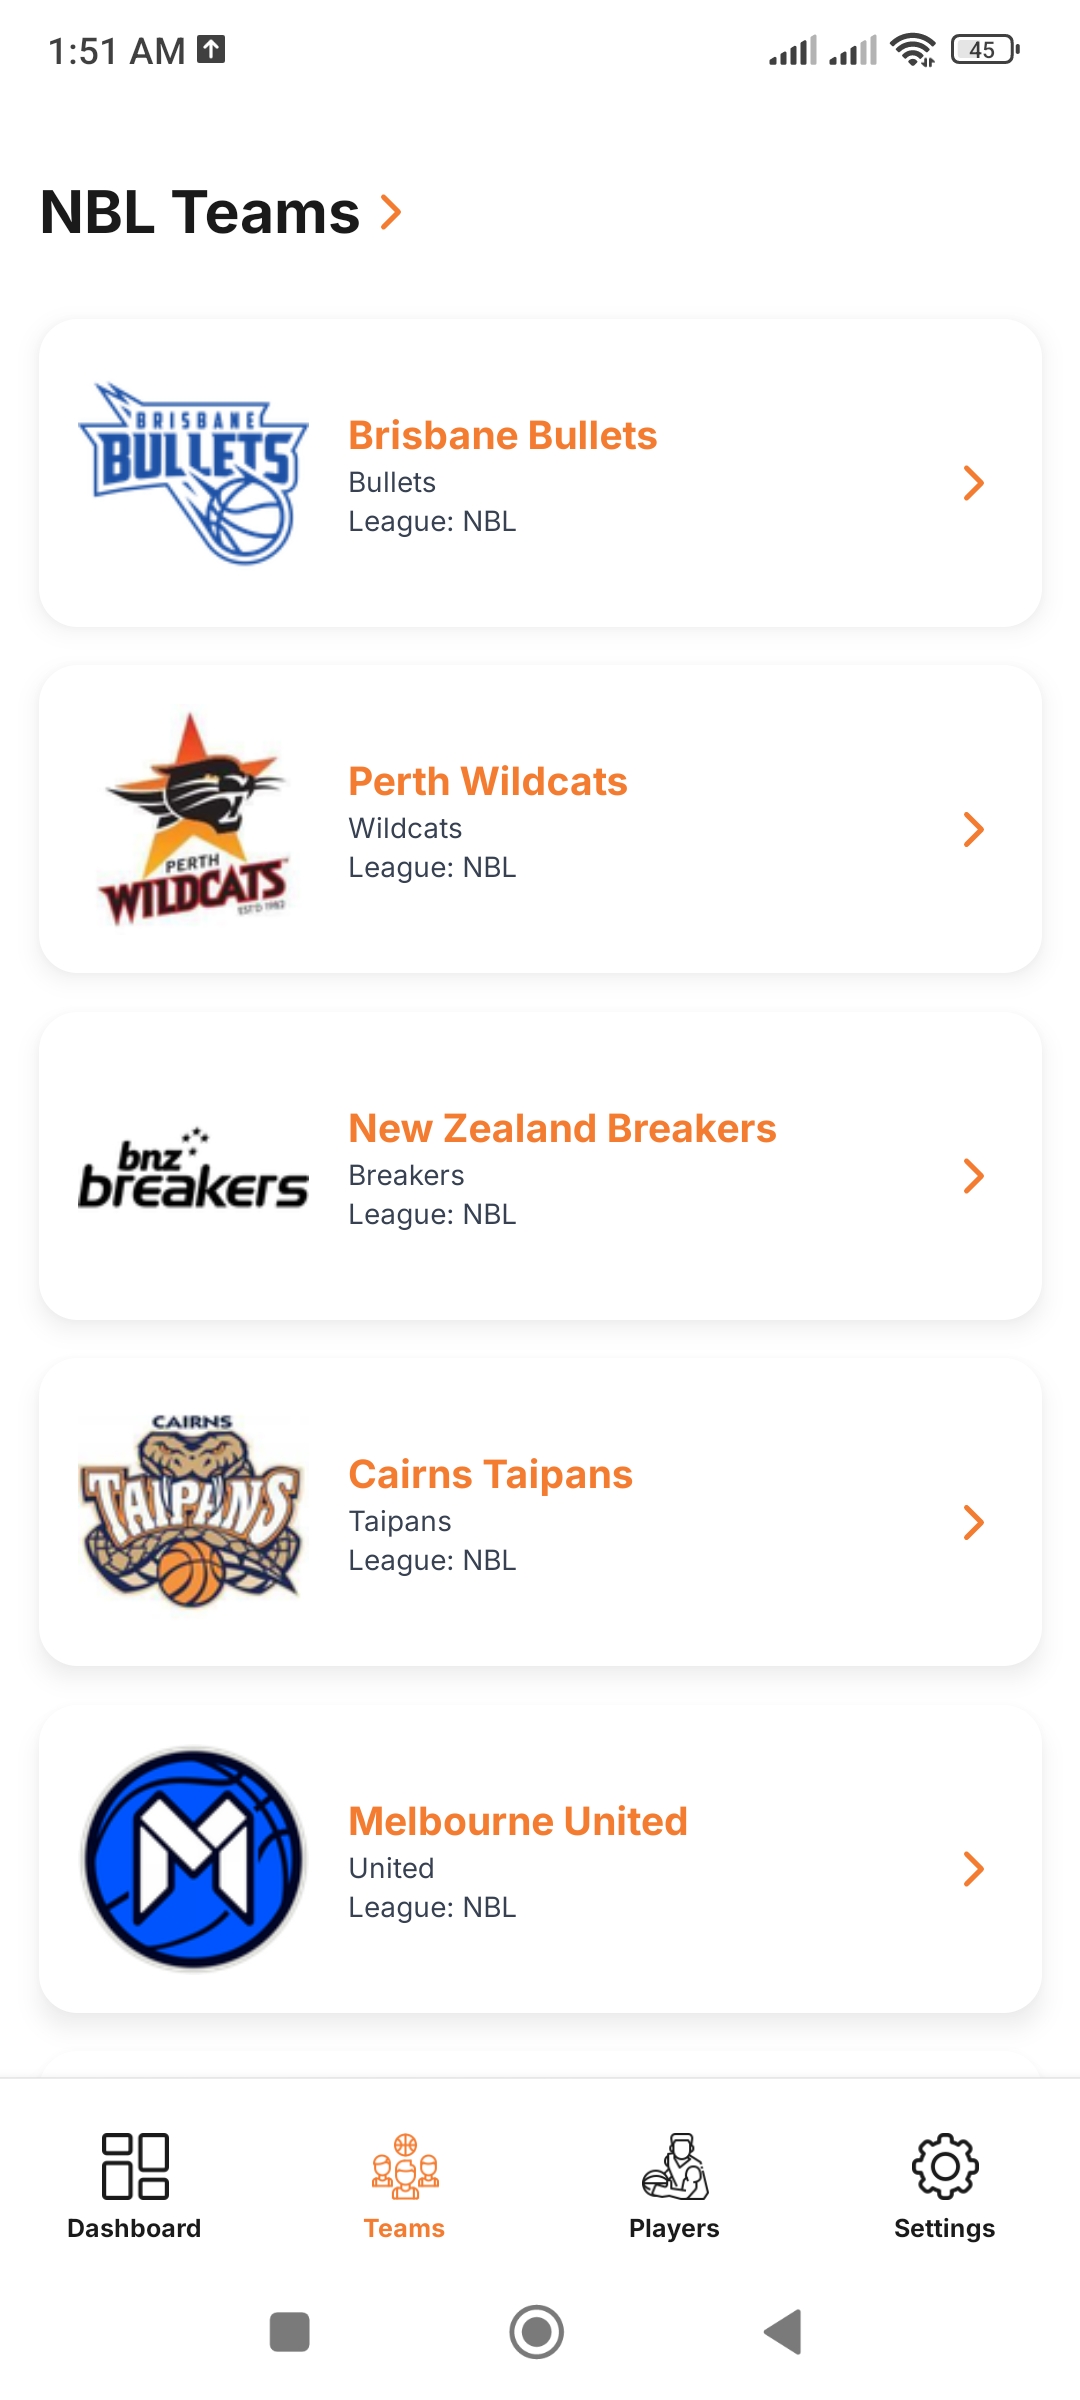 1:51 AM
45
NBL Teams
BRISBANE
BULLETS
Brisbane Bullets
Bullets
League: NBL
PERTH
WILDCATS
EST'D 1982
Perth Wildcats
Wildcats
League: NBL
bnz
breakers
New Zealand Breakers
Breakers
League: NBL
CAIRNS
TAIPANS
Cairns Taipans
Taipans
League: NBL
M
Melbourne United
United
League: NBL
Dashboard
Teams
Players
Settings